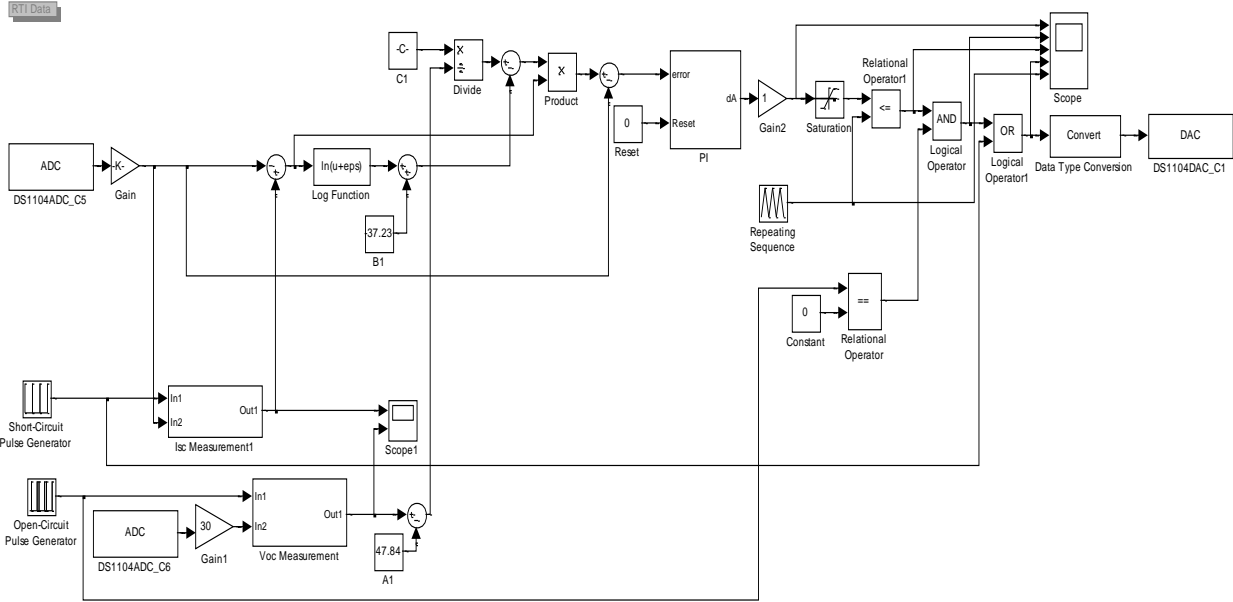 RTI Data
-C-
C1
x
÷
Divide
x
Product
error
Reset
dA
PI
0
Reset
1
Gain2
Saturation
Relational
Operator1
<=
AND
Logical
Operator
OR
Logical
Operator1
Scope
Convert
Data Type Conversion
DAC
DS1104DAC_C1
ADC
DS1104ADC_C5
-K-
Gain
ln(u+eps)
Log Function
-37.23
B1
Repeating
Sequence
0
Constant
==
Relational
Operator
Short-Circuit
Pulse Generator
In1
In2
Out1
Isc Measurement1
Scope1
Open-Circuit
Pulse Generator
ADC
DS1104ADC_C6
30
Gain1
In1
In2
Out1
Voc Measurement
47.84
A1